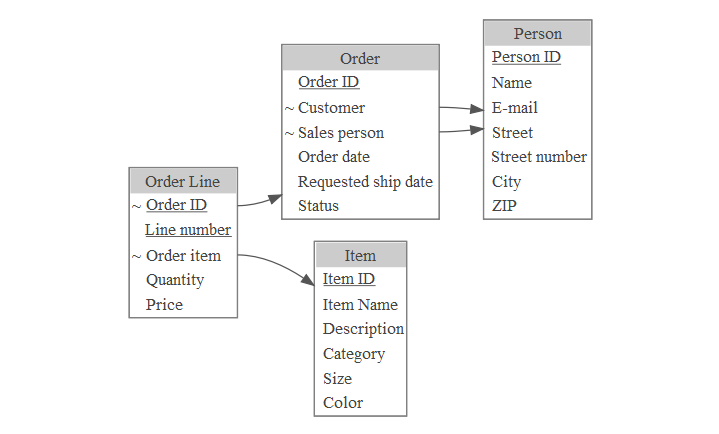 Person
Person ID
Name
E-mail
Street
Street number
City
ZIP
Order
Order ID
~ Customer
~ Sales person
Order date
Requested ship date
Status
Order Line
~ Order ID
Line number
~ Order item
Quantity
Price
Item
Item ID
Item Name
Description
Category
Size
Color